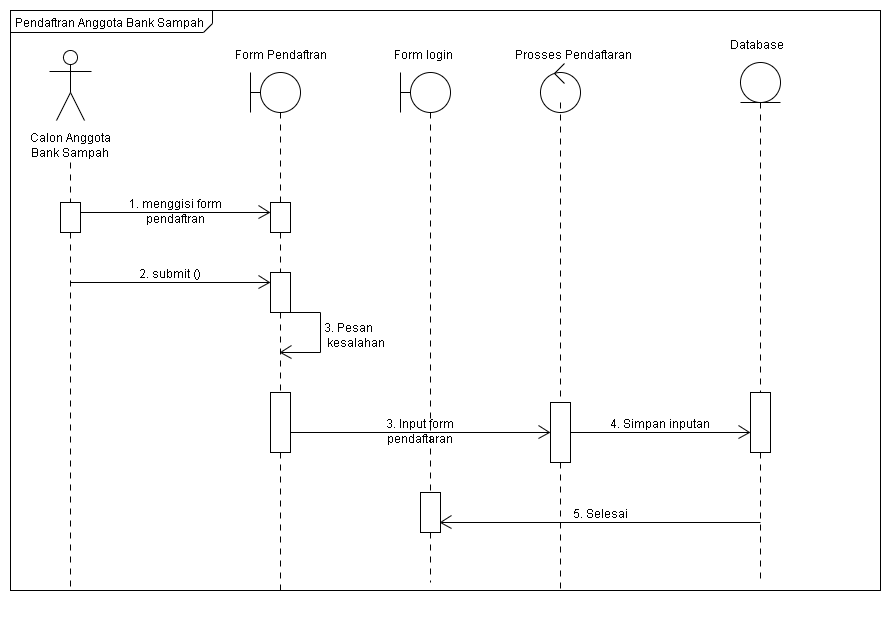 Pendaftran Anggota Bank Sampah
Form Pendaftran
Form login
Prosses Pendaftaran
Database
Calon Anggota
Bank Sampah
1. menggisi form
pendaftran
2. submit ()
3. Pesan
kesalahan
3. Input form
pendaftaran
4. Simpan inputan
5. Selesai